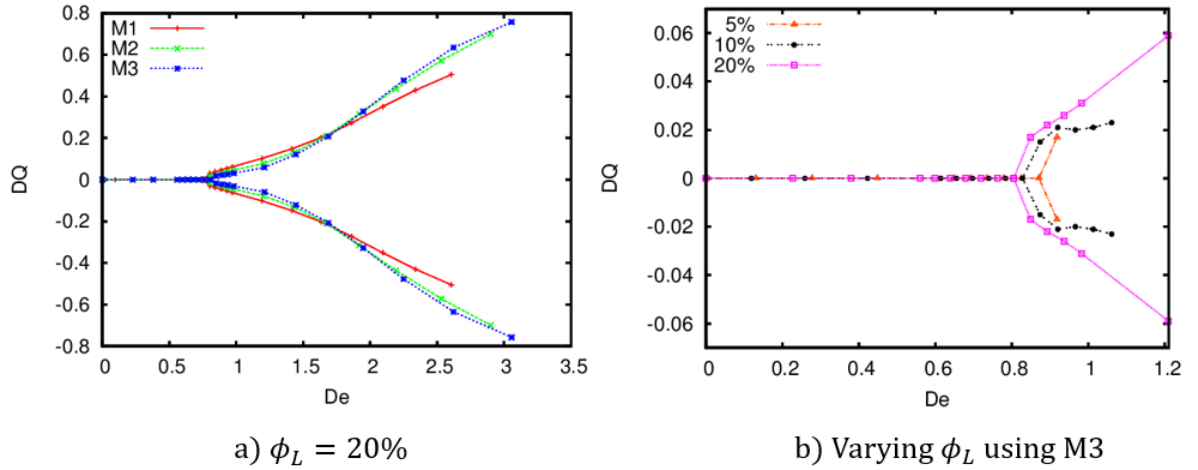 M1
M2
M3
0.8
0.6
0.4
0.2
0
-0.2
-0.4
-0.6
-0.8
DQ
0 0.5 1 1.5 2 2.5 3 3.5
De
a) ϕ_L = 20%
5%
10%
20%
0.06
0.04
0.02
0
-0.02
-0.04
-0.06
DQ
0 0.2 0.4 0.6 0.8 1 1.2
De
b) Varying ϕ_L using M3